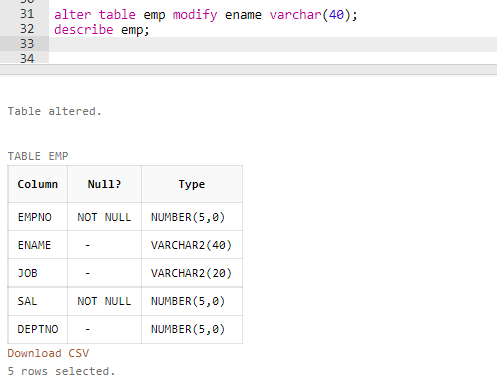 31 alter table emp modify ename varchar(40);
32 describe emp;
33
34
Table altered.
TABLE EMP
Column Null? Type
EMPNO NOT NULL NUMBER(5,0)
ENAME - VARCHAR2(40)
JOB - VARCHAR2(20)
SAL NOT NULL NUMBER(5,0)
DEPTNO - NUMBER(5,0)
Download CSV
5 rows selected.